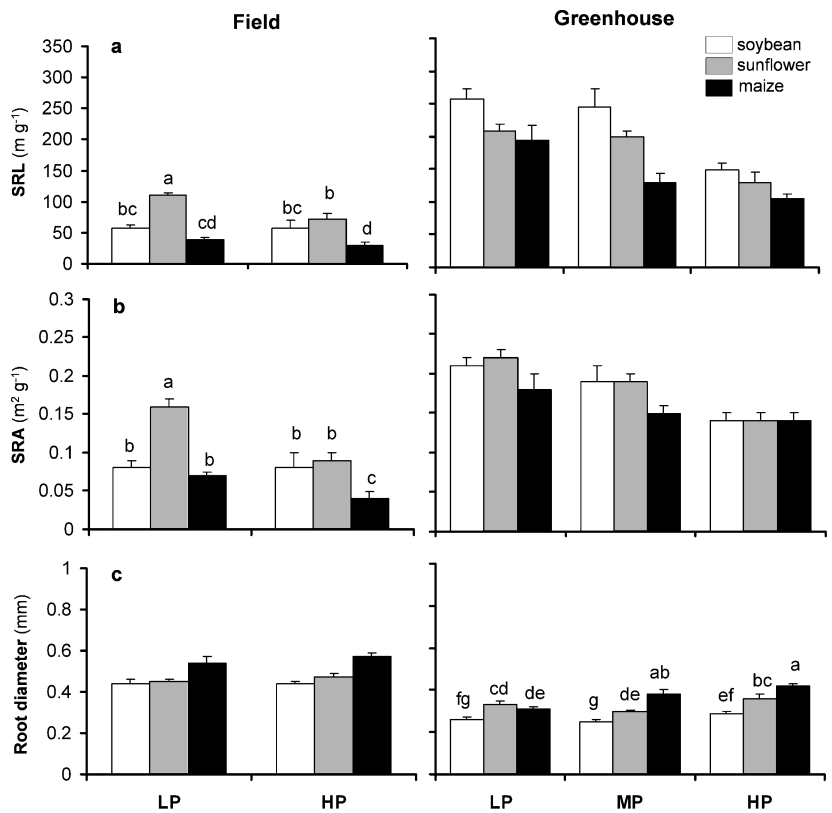 Field
Greenhouse
a
soybean
sunflower
maize
350
300
250
200
150
100
50
0
SRL (m g⁻¹)
bc
a
cd
bc
b
d
b
0.3
0.25
0.2
0.15
0.1
0.05
0
SRA (m² g⁻¹)
b
a
b
b
b
c
c
1
0.8
0.6
0.4
0.2
0
Root diameter (mm)
fg
cd
de
g
de
ab
ef
bc
a
LP
HP
LP
MP
HP